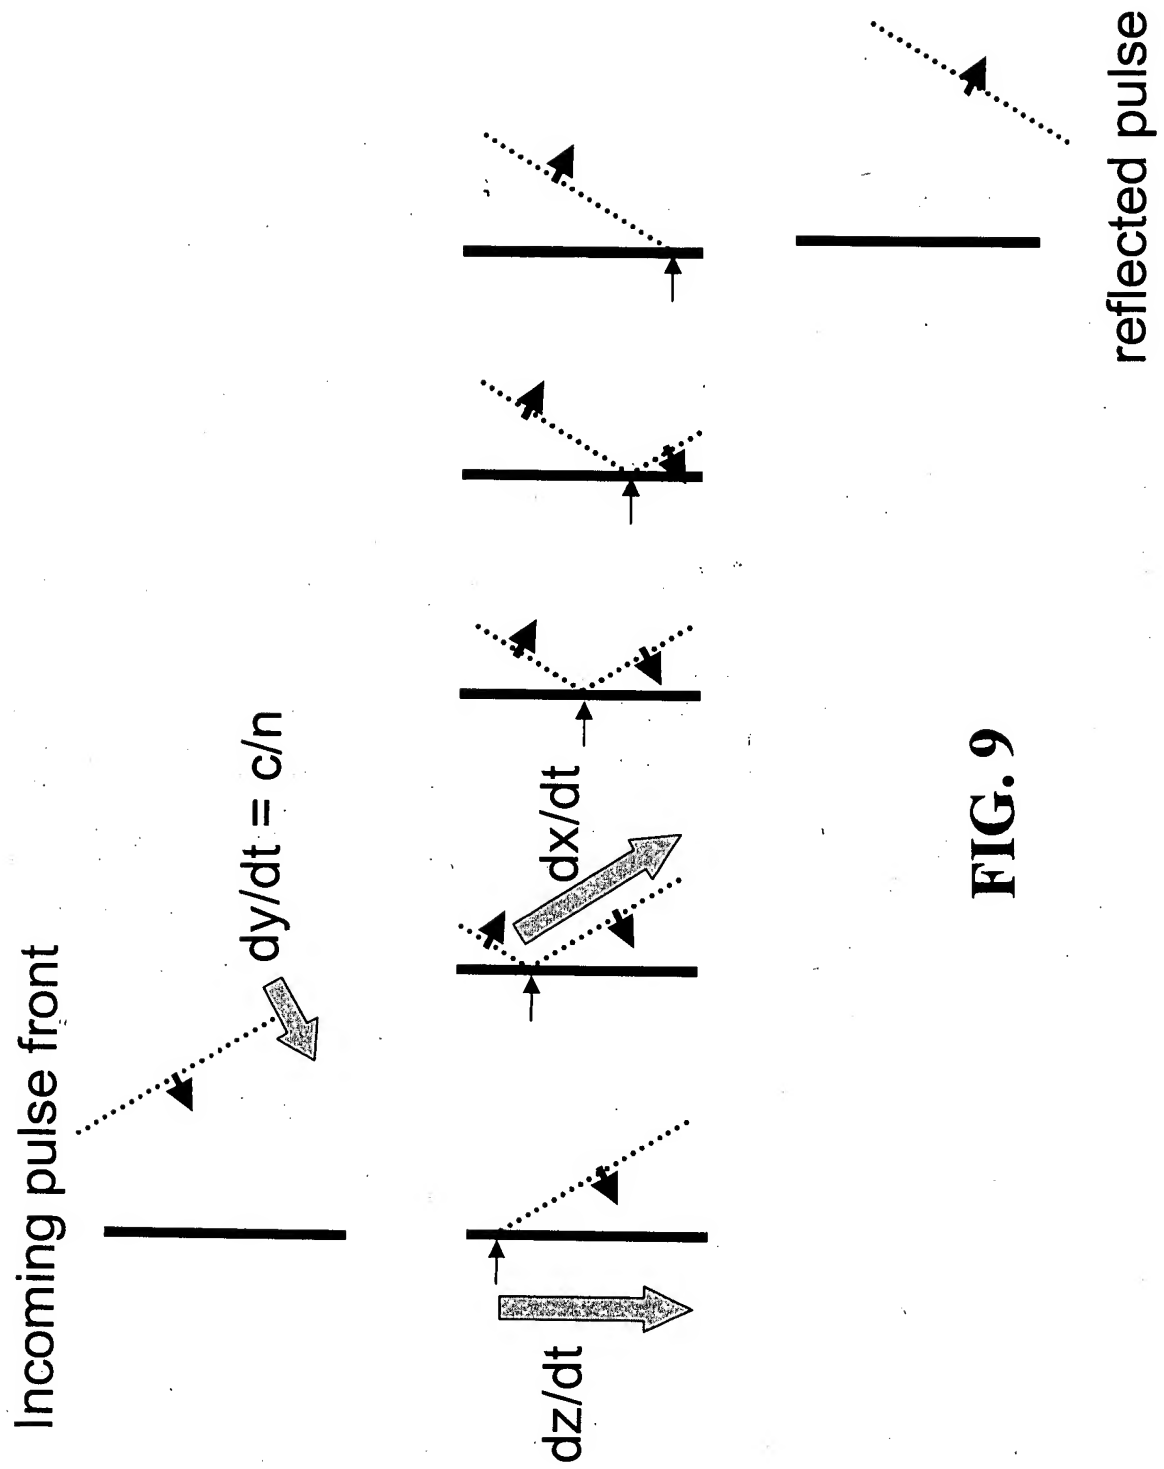 Incoming pulse front
dy/dt = c/n
dz/dt
dx/dt
reflected pulse
FIG. 9